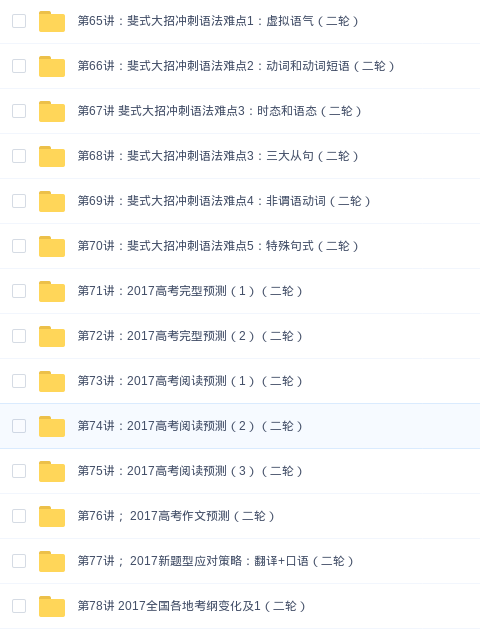 第65讲：斐式大招冲刺语法难点1：虚拟语气（二轮）
第66讲：斐式大招冲刺语法难点2：动词和动词短语（二轮）
第67讲 斐式大招冲刺语法难点3：时态和语态（二轮）
第68讲：斐式大招冲刺语法难点3：三大从句（二轮）
第69讲：斐式大招冲刺语法难点4：非谓语动词（二轮）
第70讲：斐式大招冲刺语法难点5：特殊句式（二轮）
第71讲：2017高考完型预测（1）（二轮）
第72讲：2017高考完型预测（2）（二轮）
第73讲：2017高考阅读预测（1）（二轮）
第74讲：2017高考阅读预测（2）（二轮）
第75讲：2017高考阅读预测（3）（二轮）
第76讲； 2017高考作文预测（二轮）
第77讲； 2017新题型应对策略：翻译+口语（二轮）
第78讲 2017全国各地考纲变化及1（二轮）